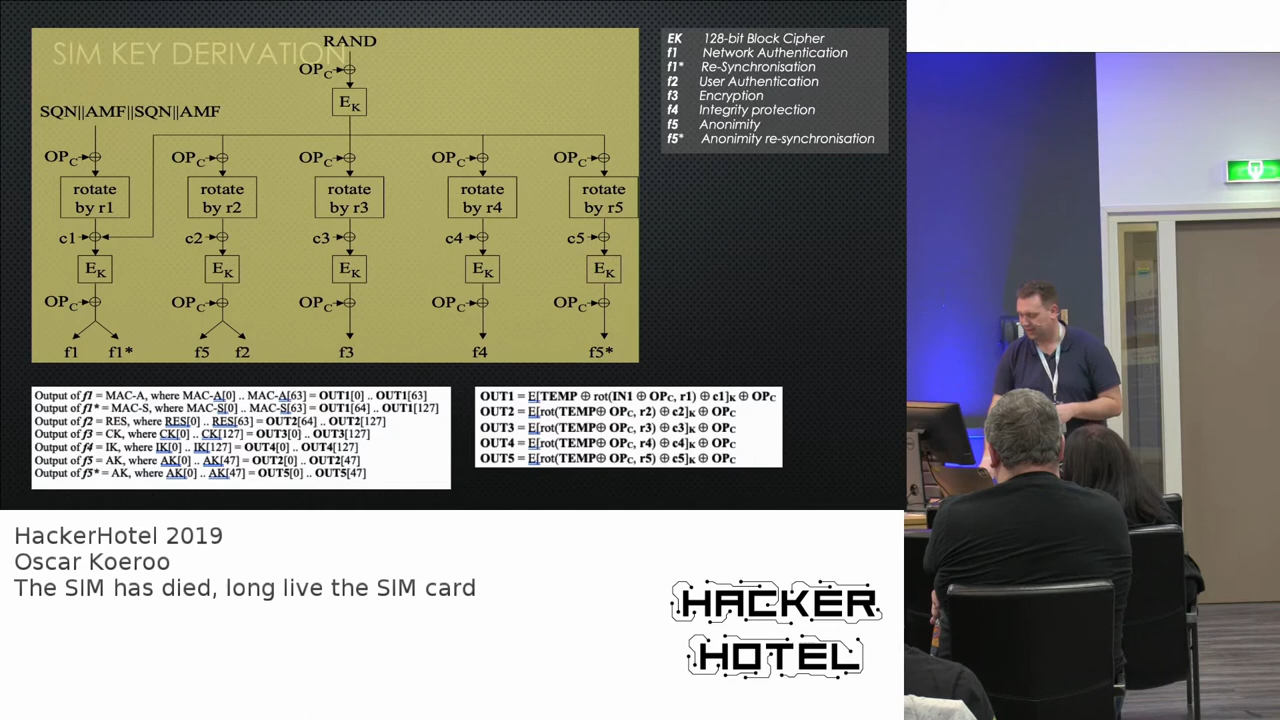 SIM KEY DERIVATION
RAND
OPC
EK
SQN||AMF||SQN||AMF
OPC OPC OPC OPC OPC
rotate by r1 rotate by r2 rotate by r3 rotate by r4 rotate by r5
c1 c2 c3 c4 c5
EK EK EK EK EK
OPC OPC OPC OPC OPC
f1 f1* f5 f2 f3 f4 f5*
EK 128-bit Block Cipher
f1 Network Authentication
f1* Re-Synchronisation
f2 User Authentication
f3 Encryption
f4 Integrity protection
f5 Anonimity
f5* Anonimity re-synchronisation
Output of f1 = MAC-A, where MAC-A[0] .. MAC-A[63] = OUT1[0] .. OUT1[63]
Output of f1* = MAC-S, where MAC-S[0] .. MAC-S[63] = OUT1[64] .. OUT1[127]
Output of f2 = RES, where RES[0] .. RES[63] = OUT2[64] .. OUT2[127]
Output of f3 = CK, where CK[0] .. CK[127] = OUT3[0] .. OUT3[127]
Output of f4 = IK, where IK[0] .. IK[127] = OUT4[0] .. OUT4[127]
Output of f5 = AK, where AK[0] .. AK[47] = OUT2[0] .. OUT2[47]
Output of f5* = AK, where AK[0] .. AK[47] = OUT5[0] .. OUT5[47]
OUT1 = E[TEMP ⊕ rot(IN1 ⊕ OPC, r1) ⊕ c1]K ⊕ OPC
OUT2 = E[rot(TEMP⊕ OPC, r2) ⊕ c2]K ⊕ OPC
OUT3 = E[rot(TEMP⊕ OPC, r3) ⊕ c3]K ⊕ OPC
OUT4 = E[rot(TEMP⊕ OPC, r4) ⊕ c4]K ⊕ OPC
OUT5 = E[rot(TEMP⊕ OPC, r5) ⊕ c5]K ⊕ OPC
HackerHotel 2019
Oscar Koeroo
The SIM has died, long live the SIM card
HACKER
HOTEL